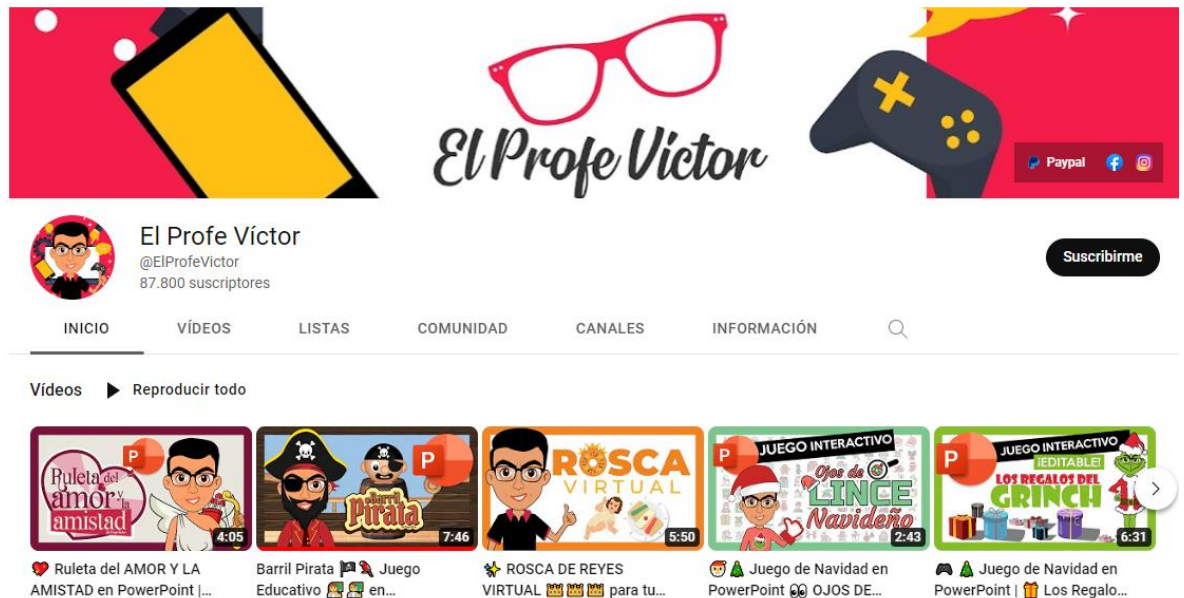 El Profe Victor
Paypal
El Profe Víctor
@ElProfeVictor
87.800 suscriptores
Suscribirme
INICIO VÍDEOS LISTAS COMUNIDAD CANALES INFORMACIÓN
Vídeos Reproducir todo
P
Ruleta del
amor y la
amistad
4:05
P
Barril
Pirata
7:46
ROSCA
VIRTUAL
5:50
P
JUEGO INTERACTIVO
Ojos de
LINCE
Navideño
2:43
P
JUEGO INTERACTIVO
¡EDITABLE!
LOS REGALOS DEL
GRINCH
6:31
Ruleta del AMOR Y LA
AMISTAD en PowerPoint |...
Barril Pirata Juego
Educativo en...
ROSCA DE REYES
VIRTUAL para tu...
Juego de Navidad en
PowerPoint OJOS DE...
Juego de Navidad en
PowerPoint | Los Regalo...